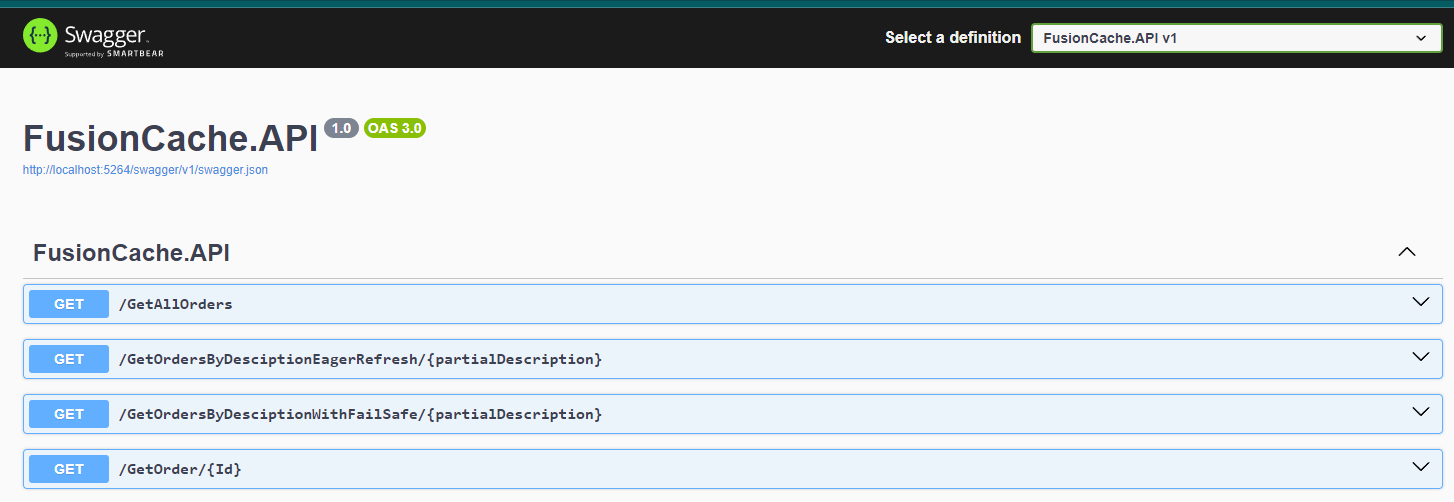 {···} Swagger™ Supported by SMARTBEAR Select a definition FusionCache.API v1
FusionCache.API 1.0 OAS 3.0
http://localhost:5264/swagger/v1/swagger.json
FusionCache.API
GET /GetAllOrders
GET /GetOrdersByDesciptionEagerRefresh/{partialDescription}
GET /GetOrdersByDesciptionWithFailSafe/{partialDescription}
GET /GetOrder/{Id}